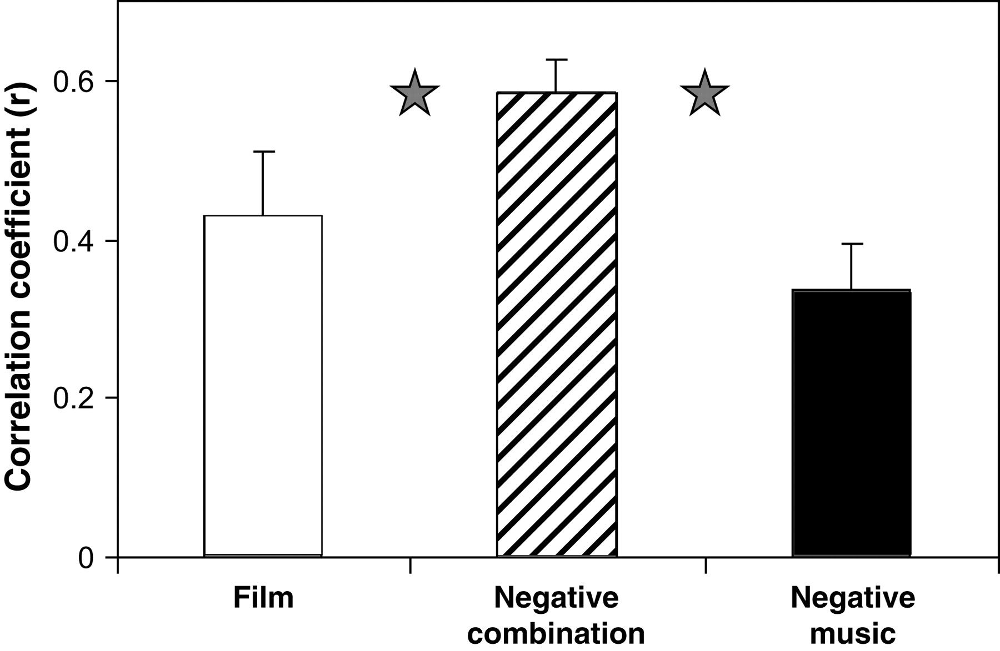 Correlation coefficient (r)
0.6
0.4
0.2
0
Film
Negative
combination
Negative
music